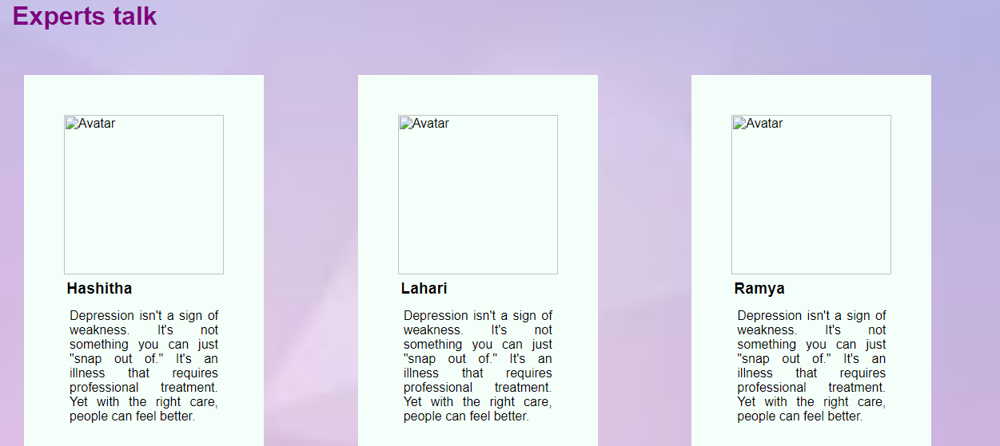 Experts talk
Avatar
Hashitha
Depression isn't a sign of
weakness. It's not
something you can just
"snap out of." It's an
illness that requires
professional treatment.
Yet with the right care,
people can feel better.
Avatar
Lahari
Depression isn't a sign of
weakness. It's not
something you can just
"snap out of." It's an
illness that requires
professional treatment.
Yet with the right care,
people can feel better.
Avatar
Ramya
Depression isn't a sign of
weakness. It's not
something you can just
"snap out of." It's an
illness that requires
professional treatment.
Yet with the right care,
people can feel better.